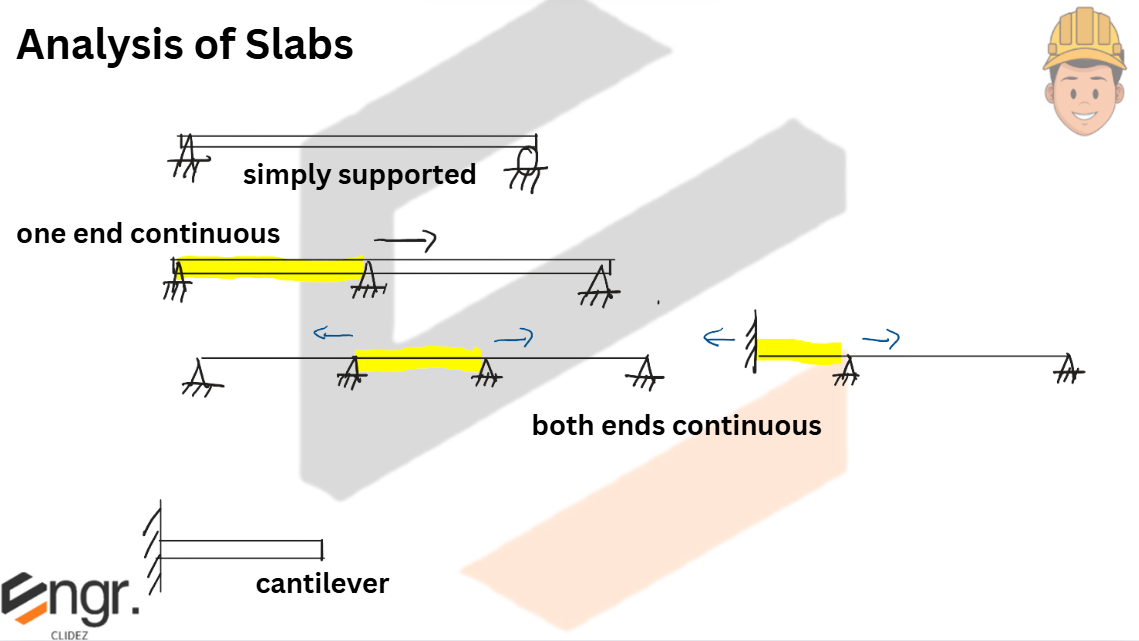 Analysis of Slabs
simply supported
one end continuous
both ends continuous
cantilever
Engr.
CLIDEZ